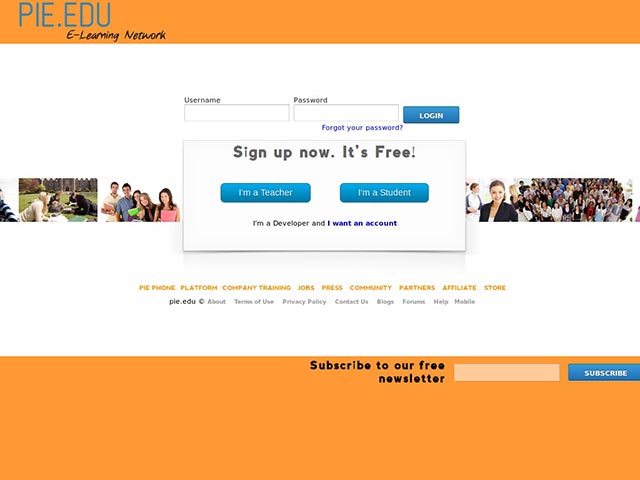 PIE.EDU
E-Learning Network
Username Password
LOGIN
Forgot your password?
Sign up now. It's Free!
I'm a Teacher I'm a Student
I'm a Developer and I want an account
PIE PHONE PLATFORM COMPANY TRAINING JOBS PRESS COMMUNITY PARTNERS AFFILIATE STORE
pie.edu © About Terms of Use Privacy Policy Contact Us Blogs Forums Help Mobile
Subscribe to our free
newsletter
SUBSCRIBE